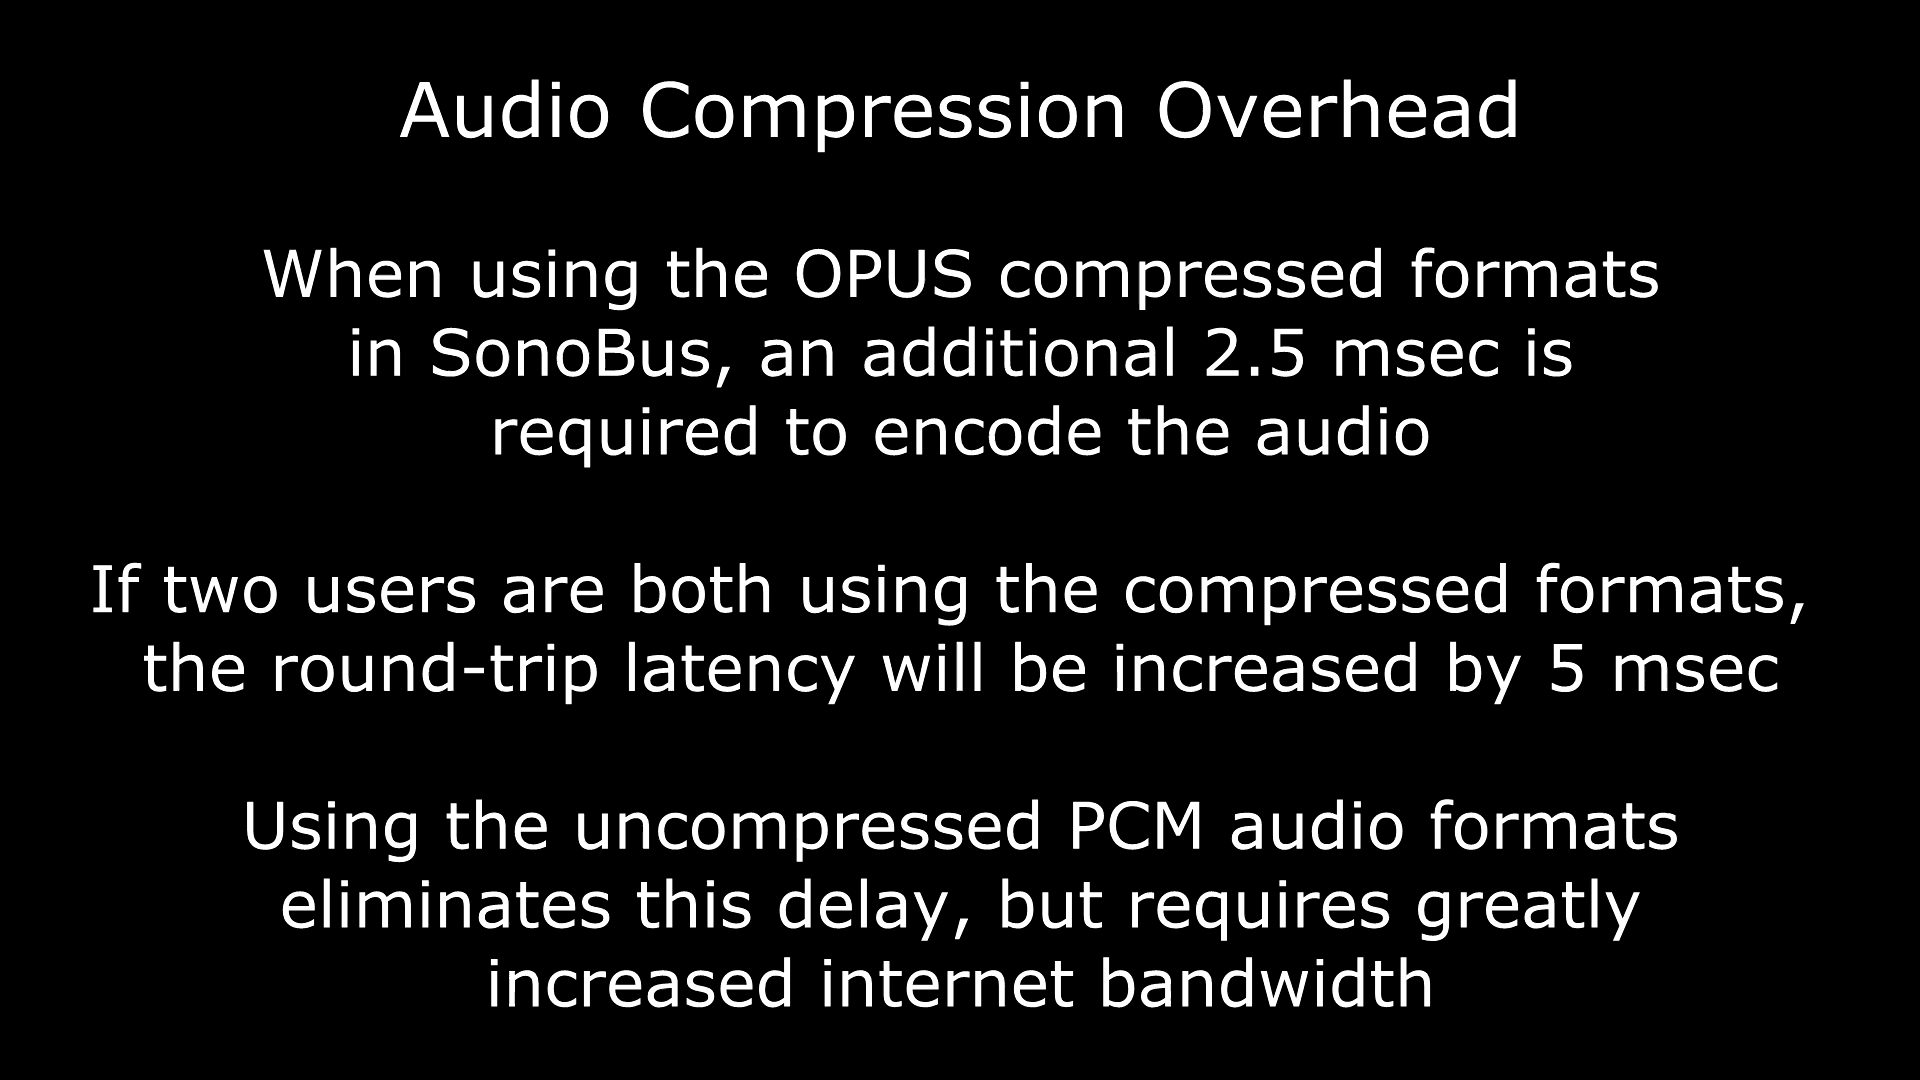 Audio Compression Overhead
When using the OPUS compressed formats
in SonoBus, an additional 2.5 msec is
required to encode the audio
If two users are both using the compressed formats,
the round-trip latency will be increased by 5 msec
Using the uncompressed PCM audio formats
eliminates this delay, but requires greatly
increased internet bandwidth